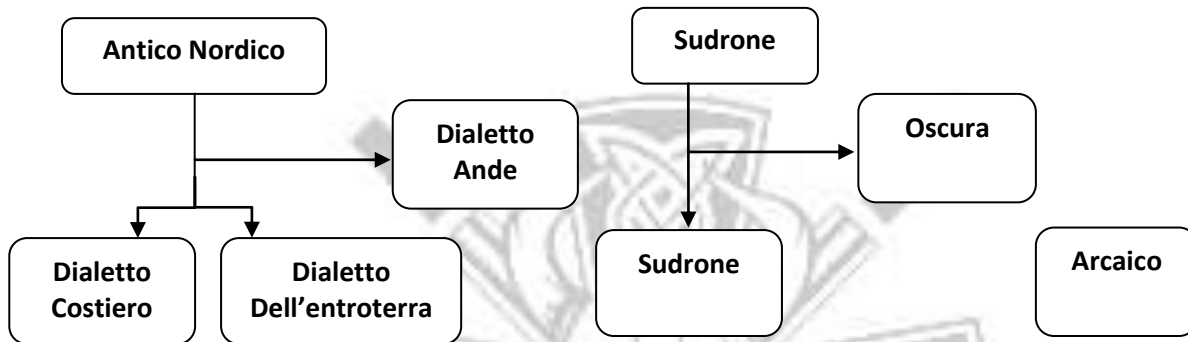 Antico Nordico
Sudrone
Dialetto
Ande
Oscura
Dialetto
Costiero
Dialetto
Dell’entroterra
Sudrone
Arcaico